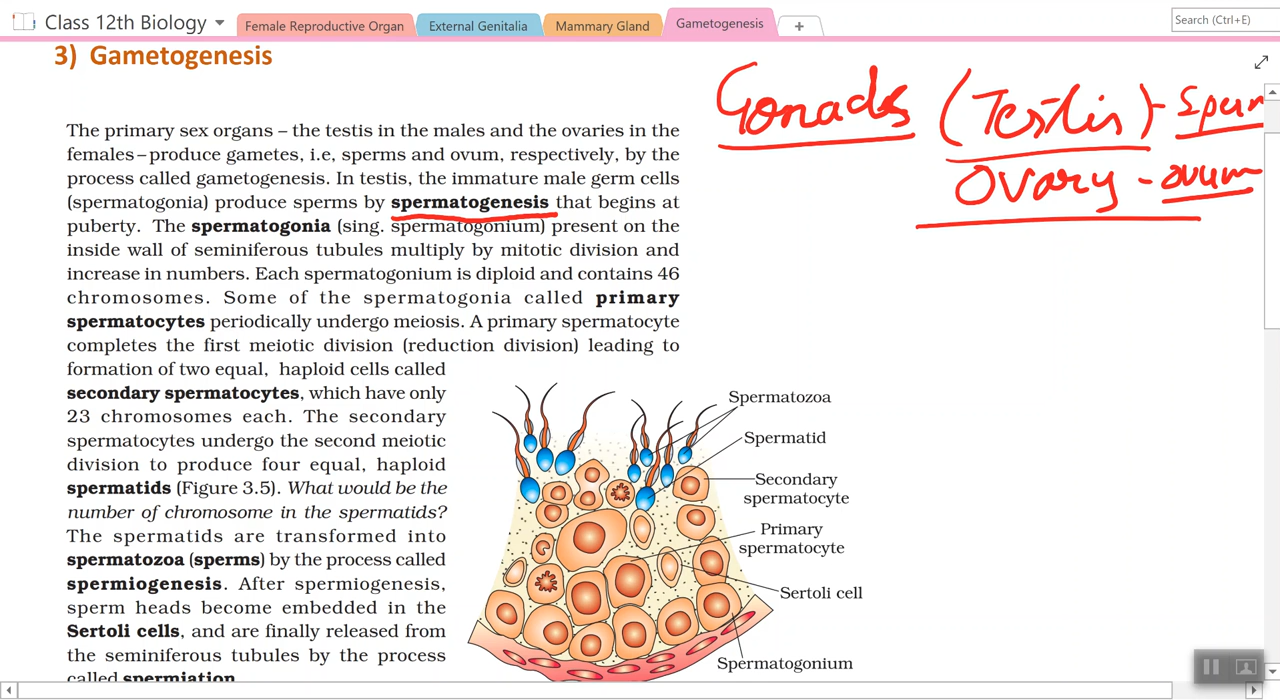 Class 12th Biology
Female Reproductive Organ
External Genitalia
Mammary Gland
Gametogenesis
+
Search (Ctrl+E)
3) Gametogenesis
Gonads (Testis) - Sperm
Ovary - ovum
The primary sex organs – the testis in the males and the ovaries in the
females – produce gametes, i.e, sperms and ovum, respectively, by the
process called gametogenesis. In testis, the immature male germ cells
(spermatogonia) produce sperms by spermatogenesis that begins at
puberty. The spermatogonia (sing. spermatogonium) present on the
inside wall of seminiferous tubules multiply by mitotic division and
increase in numbers. Each spermatogonium is diploid and contains 46
chromosomes. Some of the spermatogonia called primary
spermatocytes periodically undergo meiosis. A primary spermatocyte
completes the first meiotic division (reduction division) leading to
formation of two equal, haploid cells called
secondary spermatocytes, which have only
23 chromosomes each. The secondary
spermatocytes undergo the second meiotic
division to produce four equal, haploid
spermatids (Figure 3.5). What would be the
number of chromosome in the spermatids?
The spermatids are transformed into
spermatozoa (sperms) by the process called
spermiogenesis. After spermiogenesis,
sperm heads become embedded in the
Sertoli cells, and are finally released from
the seminiferous tubules by the process
called spermiation
Spermatozoa
Spermatid
Secondary
spermatocyte
Primary
spermatocyte
Sertoli cell
Spermatogonium